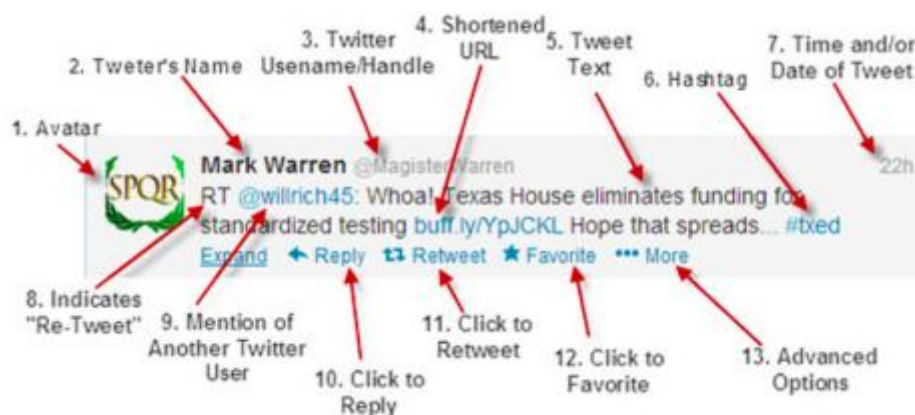 4. Shortened
URL
3. Twitter
Usename/Handle
5. Tweet
Text
7. Time and/or
Date of Tweet
2. Tweter's Name
6. Hashtag
1. Avatar
SPQR
Mark Warren @MagisterWarren
22h
RT @willrich45: Whoa! Texas House eliminates funding for
standardized testing buff.ly/YpJCKL Hope that spreads... #txed
Expand Reply Retweet Favorite ••• More
8. Indicates
"Re-Tweet"
9. Mention of
Another Twitter
User
10. Click to
Reply
11. Click to
Retweet
12. Click to
Favorite
13. Advanced
Options